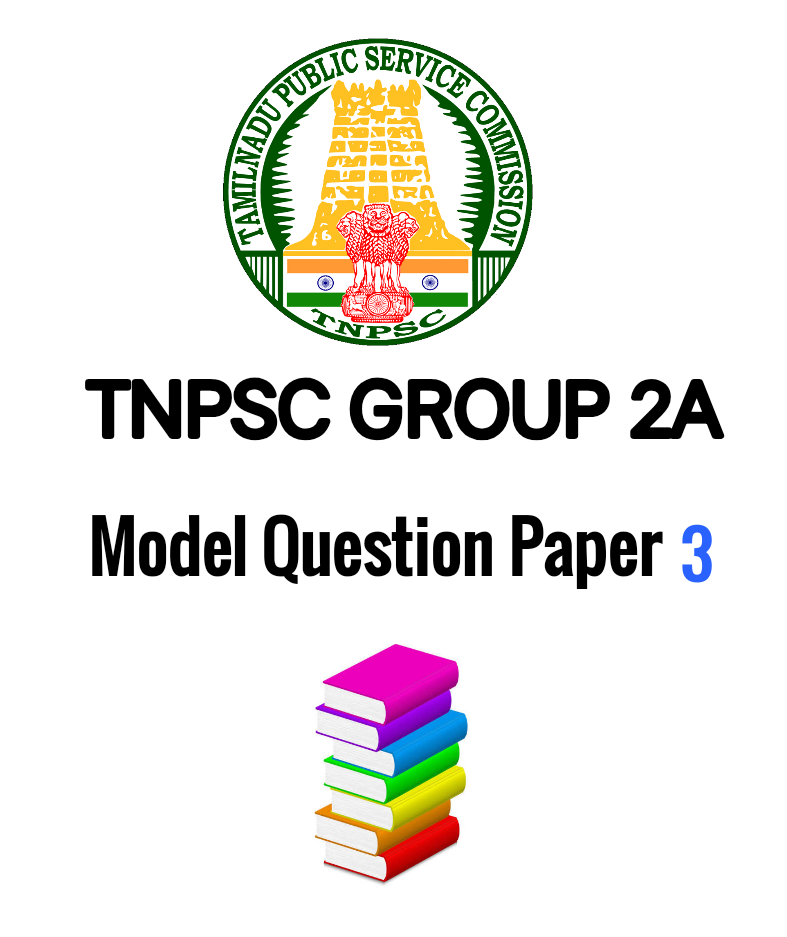 TAMILNADU PUBLIC SERVICE COMMISSION
TNPSC
TNPSC GROUP 2A
Model Question Paper 3